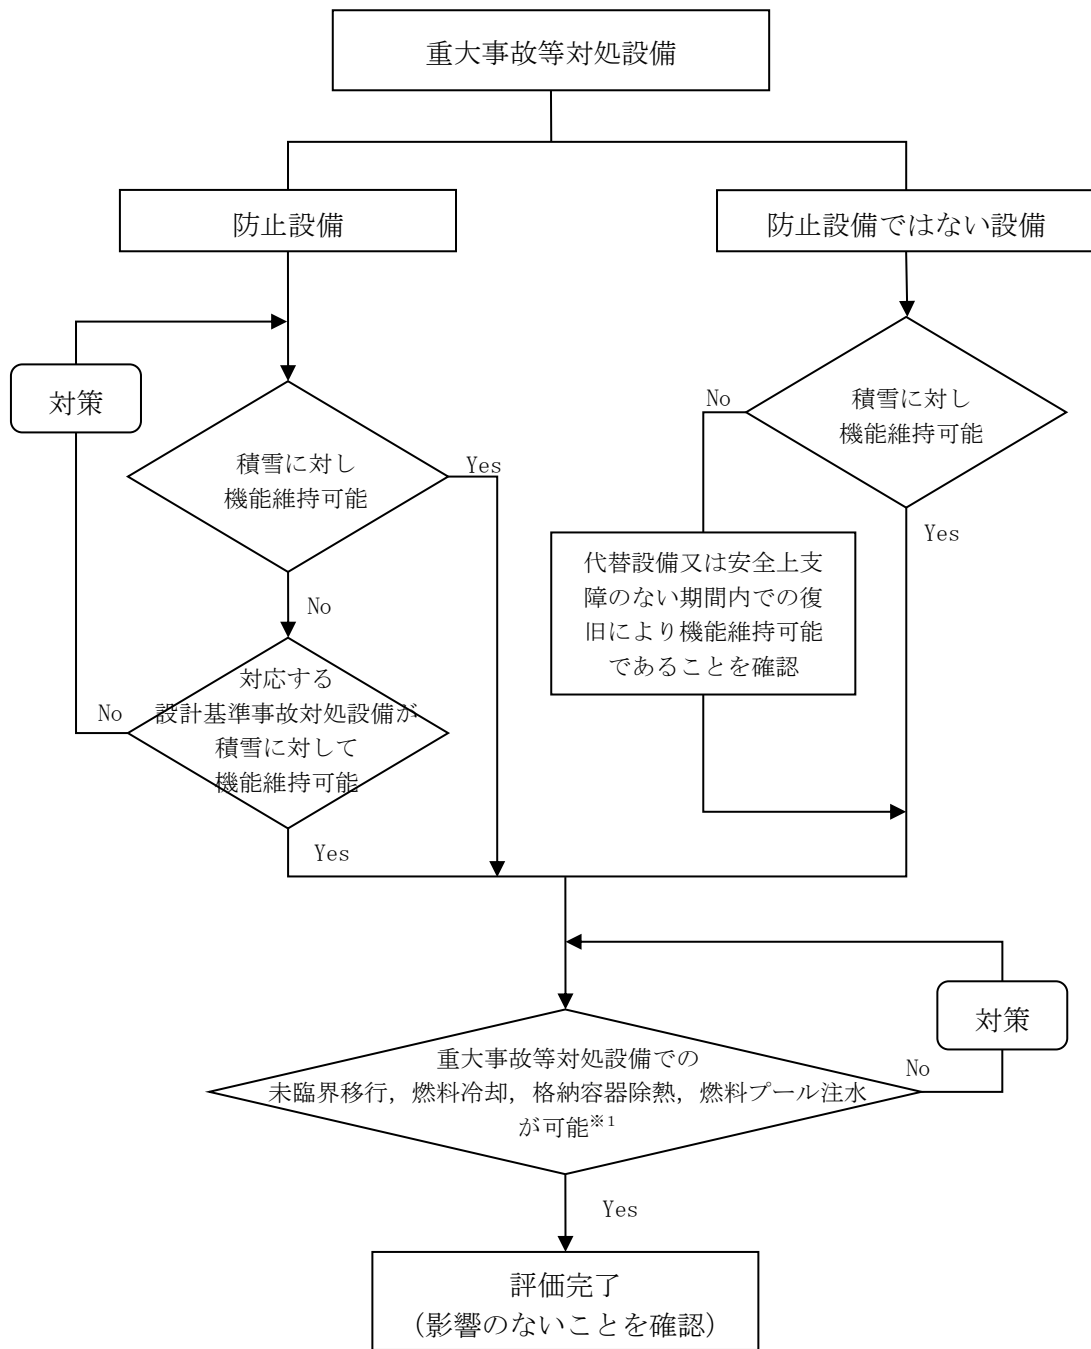 重大事故等対処設備
防止設備
防止設備ではない設備
対策
積雪に対し
機能維持可能
Yes
No
積雪に対し
機能維持可能
No
Yes
代替設備又は安全上支
障のない期間内での復
旧により機能維持可能
であることを確認
対応する
設計基準事故対処設備が
積雪に対して
機能維持可能
No
Yes
対策
重大事故等対処設備での
未臨界移行，燃料冷却，格納容器除熱，燃料プール注水
が可能※1
No
Yes
評価完了
（影響のないことを確認）